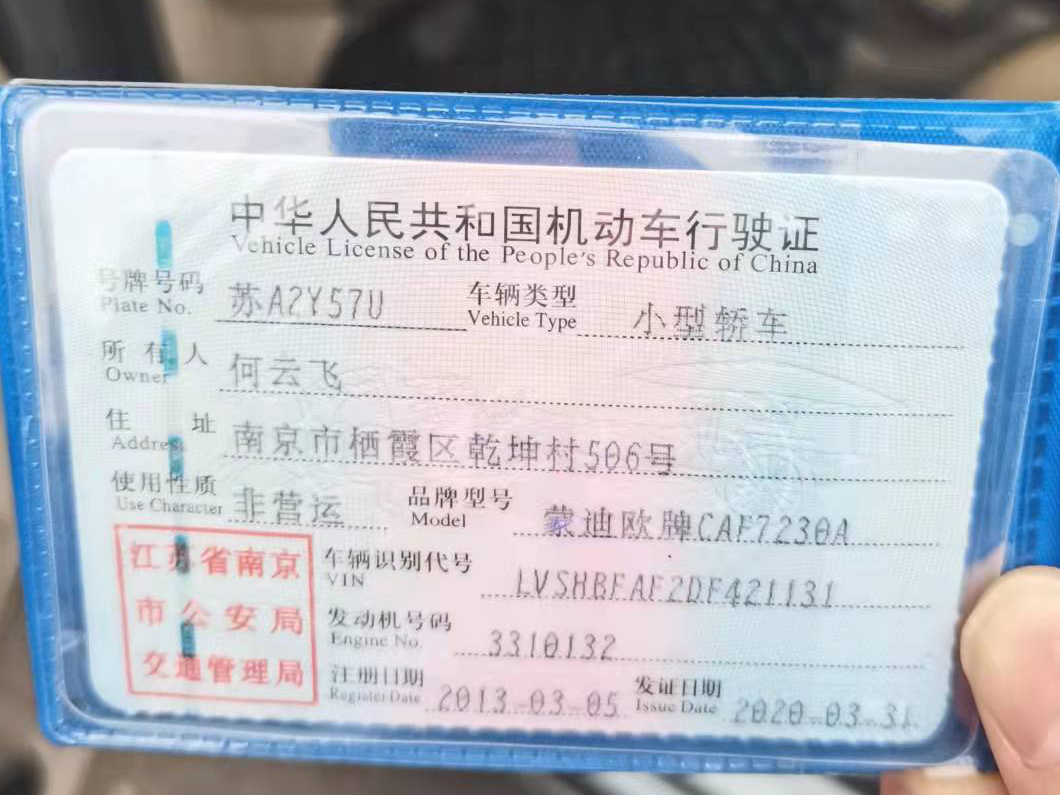 中华人民共和国机动车行驶证
Vehicle License of the People's Republic of China
号牌号码 苏A2Y57U 车辆类型 小型轿车
Plate No. Vehicle Type
所有人 何云飞
Owner
住址 南京市栖霞区乾坤村506号
Address
使用性质 非营运 品牌型号 蒙迪欧牌CAF7230A
Use Character Model
江苏省南京
市公安局
交通管理局
车辆识别代号 LVSHBFAF2DF421131
VIN
发动机号码 3310132
Engine No.
注册日期 2013-03-05 发证日期 2020-03-31
Register Date Issue Date